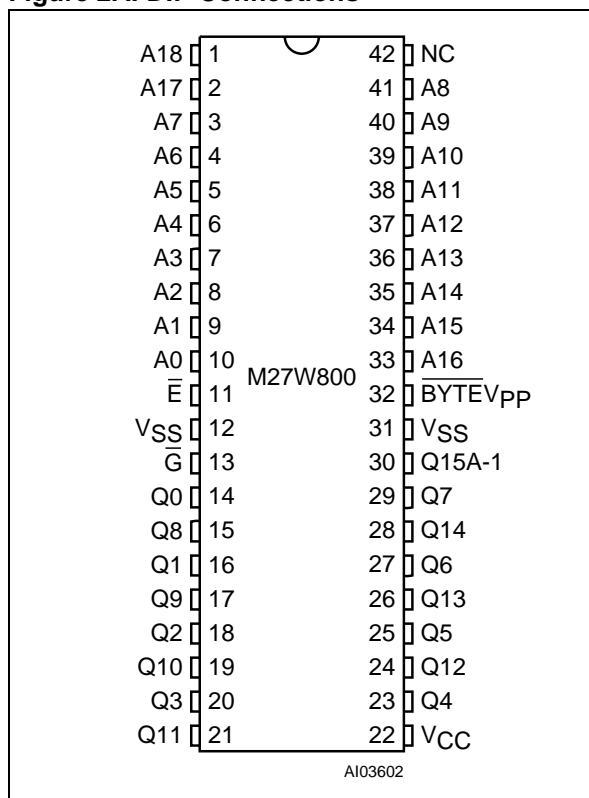 Figure 2A. DIP Connections
A18 1 42 NC
A17 2 41 A8
A7 3 40 A9
A6 4 39 A10
A5 5 38 A11
A4 6 37 A12
A3 7 36 A13
A2 8 35 A14
A1 9 34 A15
A0 10 33 A16
M27W800
E̅ 11 32 B̅Y̅T̅E̅VPP
VSS 12 31 VSS
G̅ 13 30 Q15A-1
Q0 14 29 Q7
Q8 15 28 Q14
Q1 16 27 Q6
Q9 17 26 Q13
Q2 18 25 Q5
Q10 19 24 Q12
Q3 20 23 Q4
Q11 21 22 VCC
AI03602